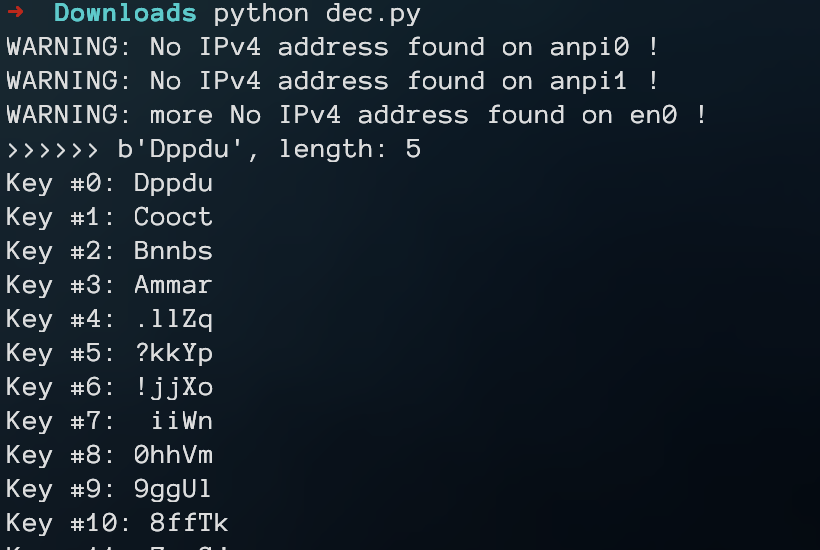 → Downloads python dec.py
WARNING: No IPv4 address found on anpi0 !
WARNING: No IPv4 address found on anpi1 !
WARNING: more No IPv4 address found on en0 !
>>>>>> b'Dppdu', length: 5
Key #0: Dppdu
Key #1: Cooct
Key #2: Bnnbs
Key #3: Ammar
Key #4: .llZq
Key #5: ?kkYp
Key #6: !jjXo
Key #7:  iiWn
Key #8: 0hhVm
Key #9: 9ggUl
Key #10: 8ffTk